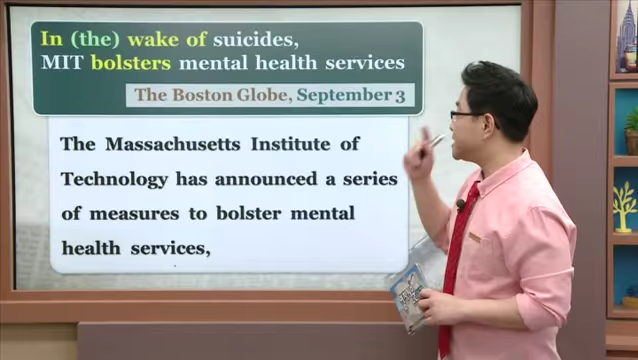 In (the) wake of suicides,
MIT bolsters mental health services
The Boston Globe, September 3
The Massachusetts Institute of
Technology has announced a series
of measures to bolster mental
health services,